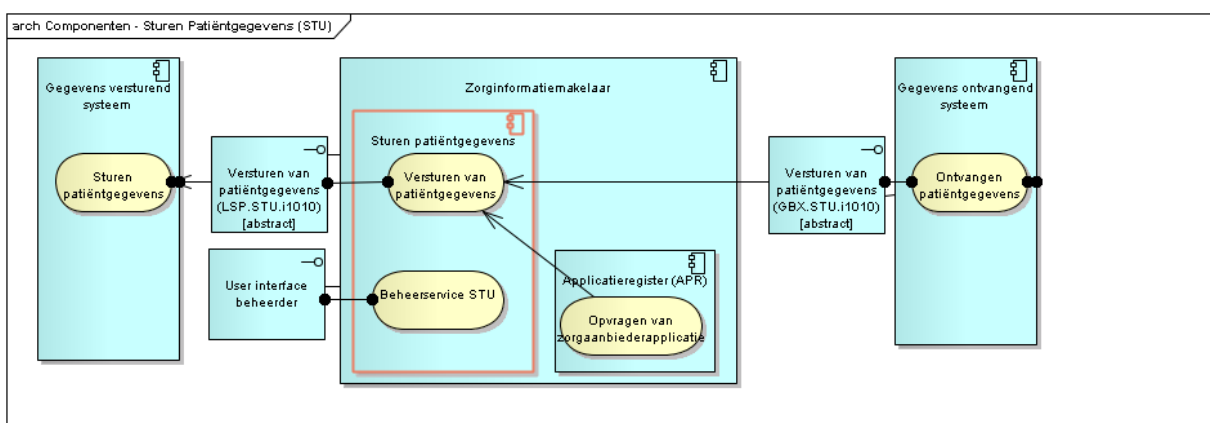 arch Componenten - Sturen Patiëntgegevens (STU)
Gegevens versturend
systeem
Sturen
patiëntgegevens
Versturen van
patiëntgegevens
(LSP.STU.i1010)
[abstract]
User interface
beheerder
Zorginformatiemakelaar
Sturen patiëntgegevens
Versturen van
patiëntgegevens
Beheerservice STU
Applicatieregister (APR)
Opvragen van
zorgaanbiederapplicatie
Versturen van
patiëntgegevens
(GBX.STU.i1010)
[abstract]
Gegevens ontvangend
systeem
Ontvangen
patiëntgegevens